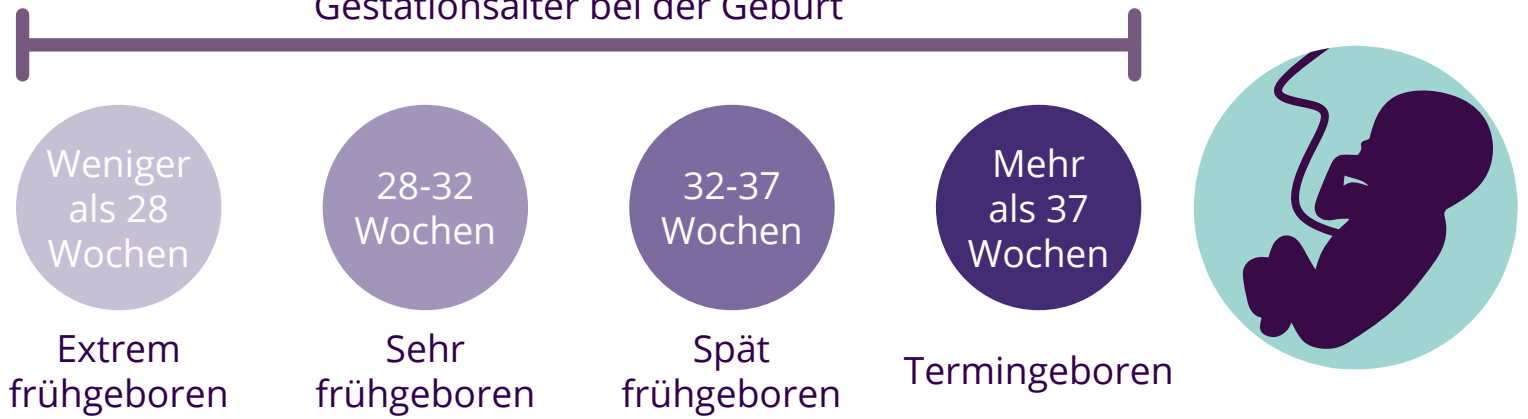 Gestationsalter bei der Geburt
Weniger
als 28
Wochen
28-32
Wochen
32-37
Wochen
Mehr
als 37
Wochen
Extrem
frühgeboren
Sehr
frühgeboren
Spät
frühgeboren
Termingeboren